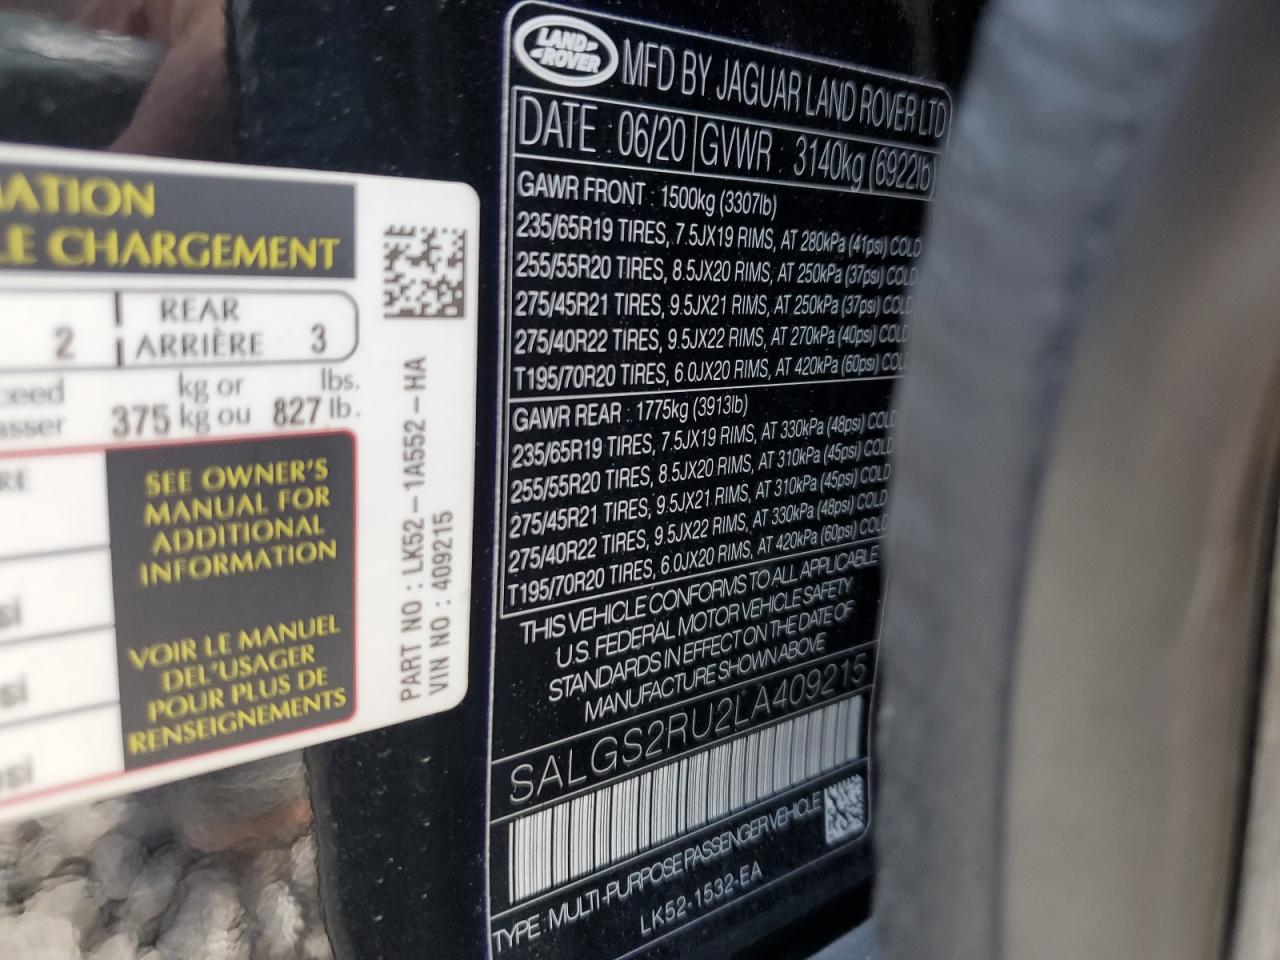 MATION
LE CHARGEMENT
2 REAR ARRIÈRE 3
kg or lbs.
375 kg ou 827 lb.
SEE OWNER'S
MANUAL FOR
ADDITIONAL
INFORMATION
VOIR LE MANUEL
DEL'USAGER
POUR PLUS DE
RENSEIGNEMENTS
PART NO : LK52-1A552-HA
VIN NO : 409215
LAND ROVER
MFD BY JAGUAR LAND ROVER LTD
DATE : 06/20 GVWR : 3140kg (6922lb)
GAWR FRONT : 1500kg (3307lb)
235/65R19 TIRES, 7.5JX19 RIMS, AT 280kPa (41psi) COLD
255/55R20 TIRES, 8.5JX20 RIMS, AT 250kPa (37psi) COLD
275/45R21 TIRES, 9.5JX21 RIMS, AT 250kPa (37psi) COLD
275/40R22 TIRES, 9.5JX22 RIMS, AT 270kPa (40psi) COLD
T195/70R20 TIRES, 6.0JX20 RIMS, AT 420kPa (60psi) COLD
GAWR REAR : 1775kg (3913lb)
235/65R19 TIRES, 7.5JX19 RIMS, AT 330kPa (48psi) COLD
255/55R20 TIRES, 8.5JX20 RIMS, AT 310kPa (45psi) COLD
275/45R21 TIRES, 9.5JX21 RIMS, AT 310kPa (45psi) COLD
275/40R22 TIRES, 9.5JX22 RIMS, AT 330kPa (48psi) COLD
T195/70R20 TIRES, 6.0JX20 RIMS, AT 420kPa (60psi) COLD
THIS VEHICLE CONFORMS TO ALL APPLICABLE
U.S. FEDERAL MOTOR VEHICLE SAFETY
STANDARDS IN EFFECT ON THE DATE OF
MANUFACTURE SHOWN ABOVE
SALGS2RU2LA409215
TYPE : MULTI-PURPOSE PASSENGER VEHICLE
LK52-1532-EA